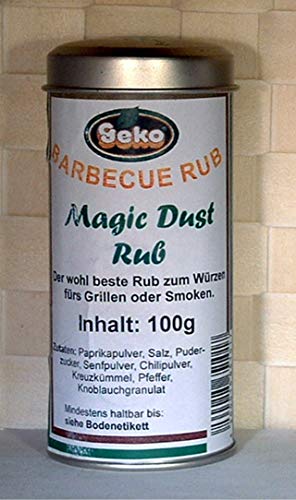 Geko
BARBECUE RUB
Magic Dust
Rub
Der wohl beste Rub zum Würzen
fürs Grillen oder Smoken.
Inhalt: 100g
Zutaten: Paprikapulver, Salz, Puder-
zucker, Senfpulver, Chilipulver,
Kreuzkümmel, Pfeffer,
Knoblauchgranulat
Mindestens haltbar bis:
siehe Bodenetikett